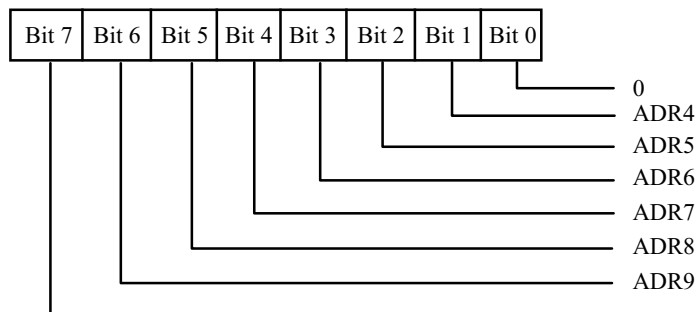 Bit 7 Bit 6 Bit 5 Bit 4 Bit 3 Bit 2 Bit 1 Bit 0
0
ADR4
ADR5
ADR6
ADR7
ADR8
ADR9